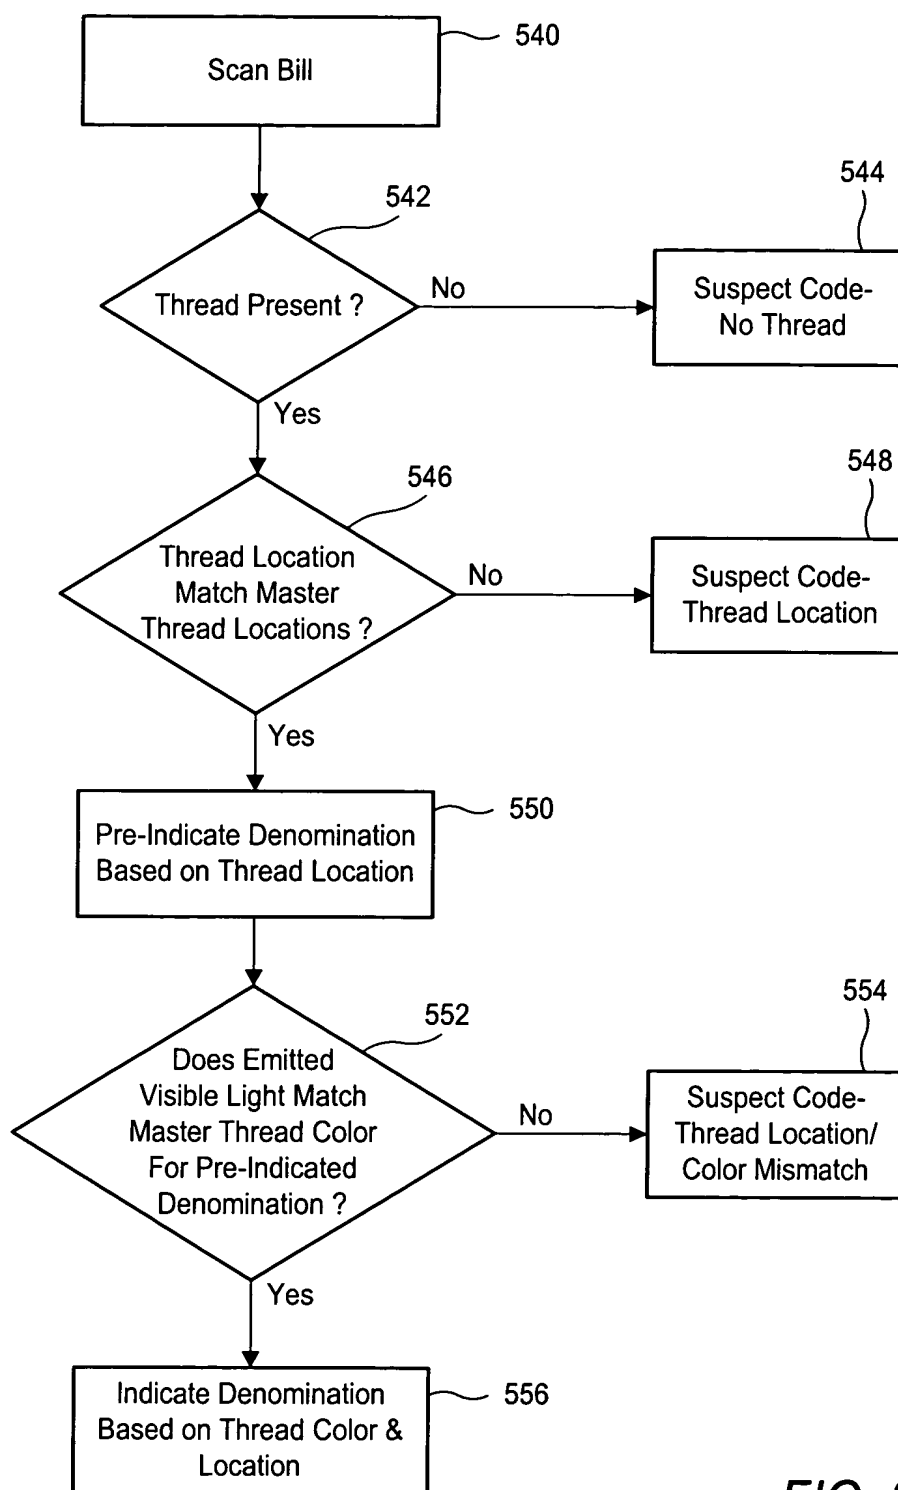 540
Scan Bill
542
544
Thread Present ?
No
Suspect Code-
No Thread
Yes
546
548
Thread Location
Match Master
Thread Locations ?
No
Suspect Code-
Thread Location
Yes
550
Pre-Indicate Denomination
Based on Thread Location
552
554
Does Emitted
Visible Light Match
Master Thread Color
For Pre-Indicated
Denomination ?
No
Suspect Code-
Thread Location/
Color Mismatch
Yes
556
Indicate Denomination
Based on Thread Color &
Location
FIG.